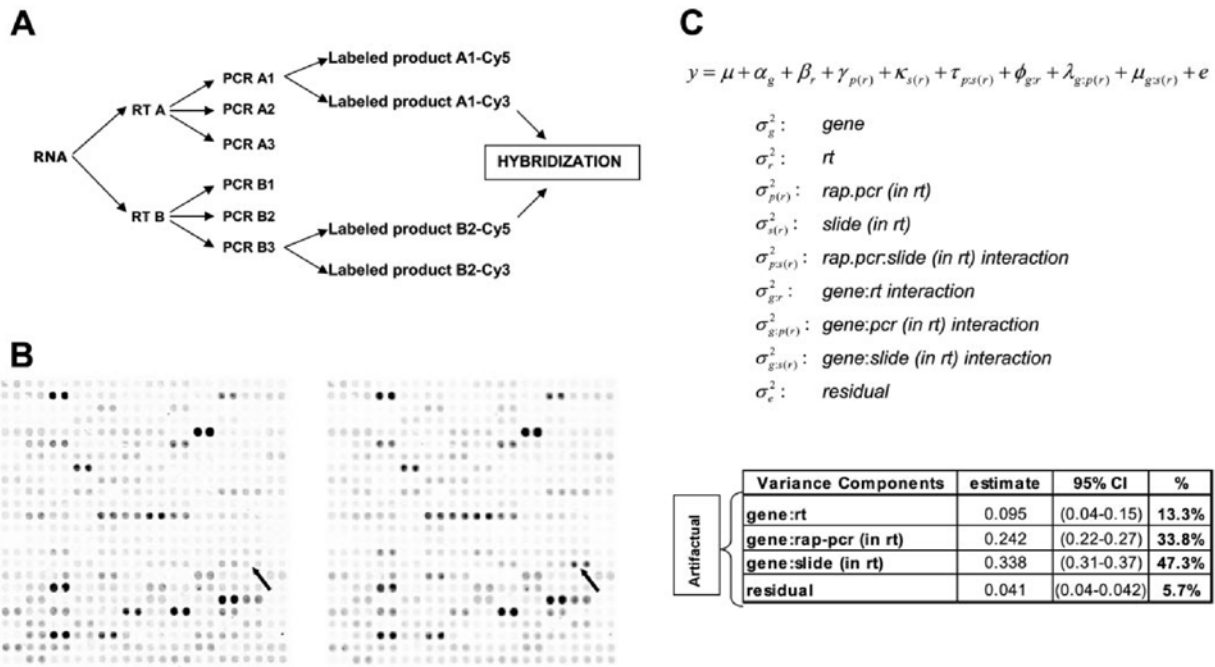 A
RNA
RT A
RT B
PCR A1
PCR A2
PCR A3
PCR B1
PCR B2
PCR B3
Labeled product A1-Cy5
Labeled product A1-Cy3
HYBRIDIZATION
Labeled product B2-Cy5
Labeled product B2-Cy3
B
C
y = μ + α_g + β_r + γ_p(r) + κ_s(r) + τ_p:s(r) + ϕ_g:r + λ_g:p(r) + μ_g:s(r) + e
σ²_g : gene
σ²_r : rt
σ²_p(r) : rap.pcr (in rt)
σ²_s(r) : slide (in rt)
σ²_p:s(r) : rap.pcr:slide (in rt) interaction
σ²_g:r : gene:rt interaction
σ²_g:p(r) : gene:pcr (in rt) interaction
σ²_g:s(r) : gene:slide (in rt) interaction
σ²_e : residual
Artifactual
Variance Components estimate 95% CI %
gene:rt 0.095 (0.04-0.15) 13.3%
gene:rap-pcr (in rt) 0.242 (0.22-0.27) 33.8%
gene:slide (in rt) 0.338 (0.31-0.37) 47.3%
residual 0.041 (0.04-0.042) 5.7%